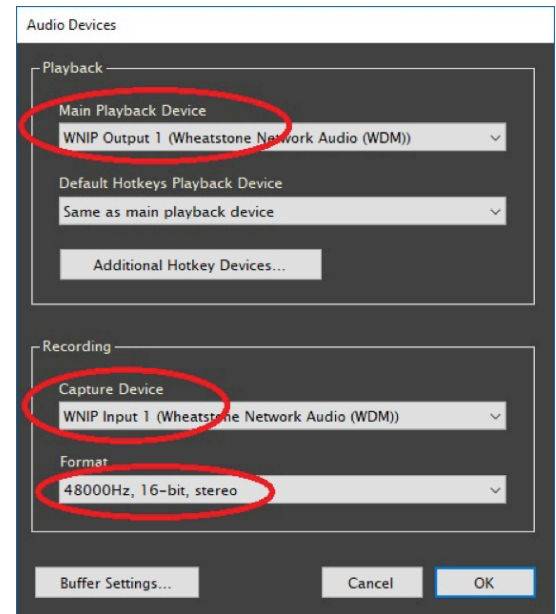 Audio Devices
Playback
Main Playback Device
WNIP Output 1 (Wheatstone Network Audio (WDM))
Default Hotkeys Playback Device
Same as main playback device
Additional Hotkey Devices...
Recording
Capture Device
WNIP Input 1 (Wheatstone Network Audio (WDM))
Format
48000Hz, 16-bit, stereo
Buffer Settings...
Cancel
OK